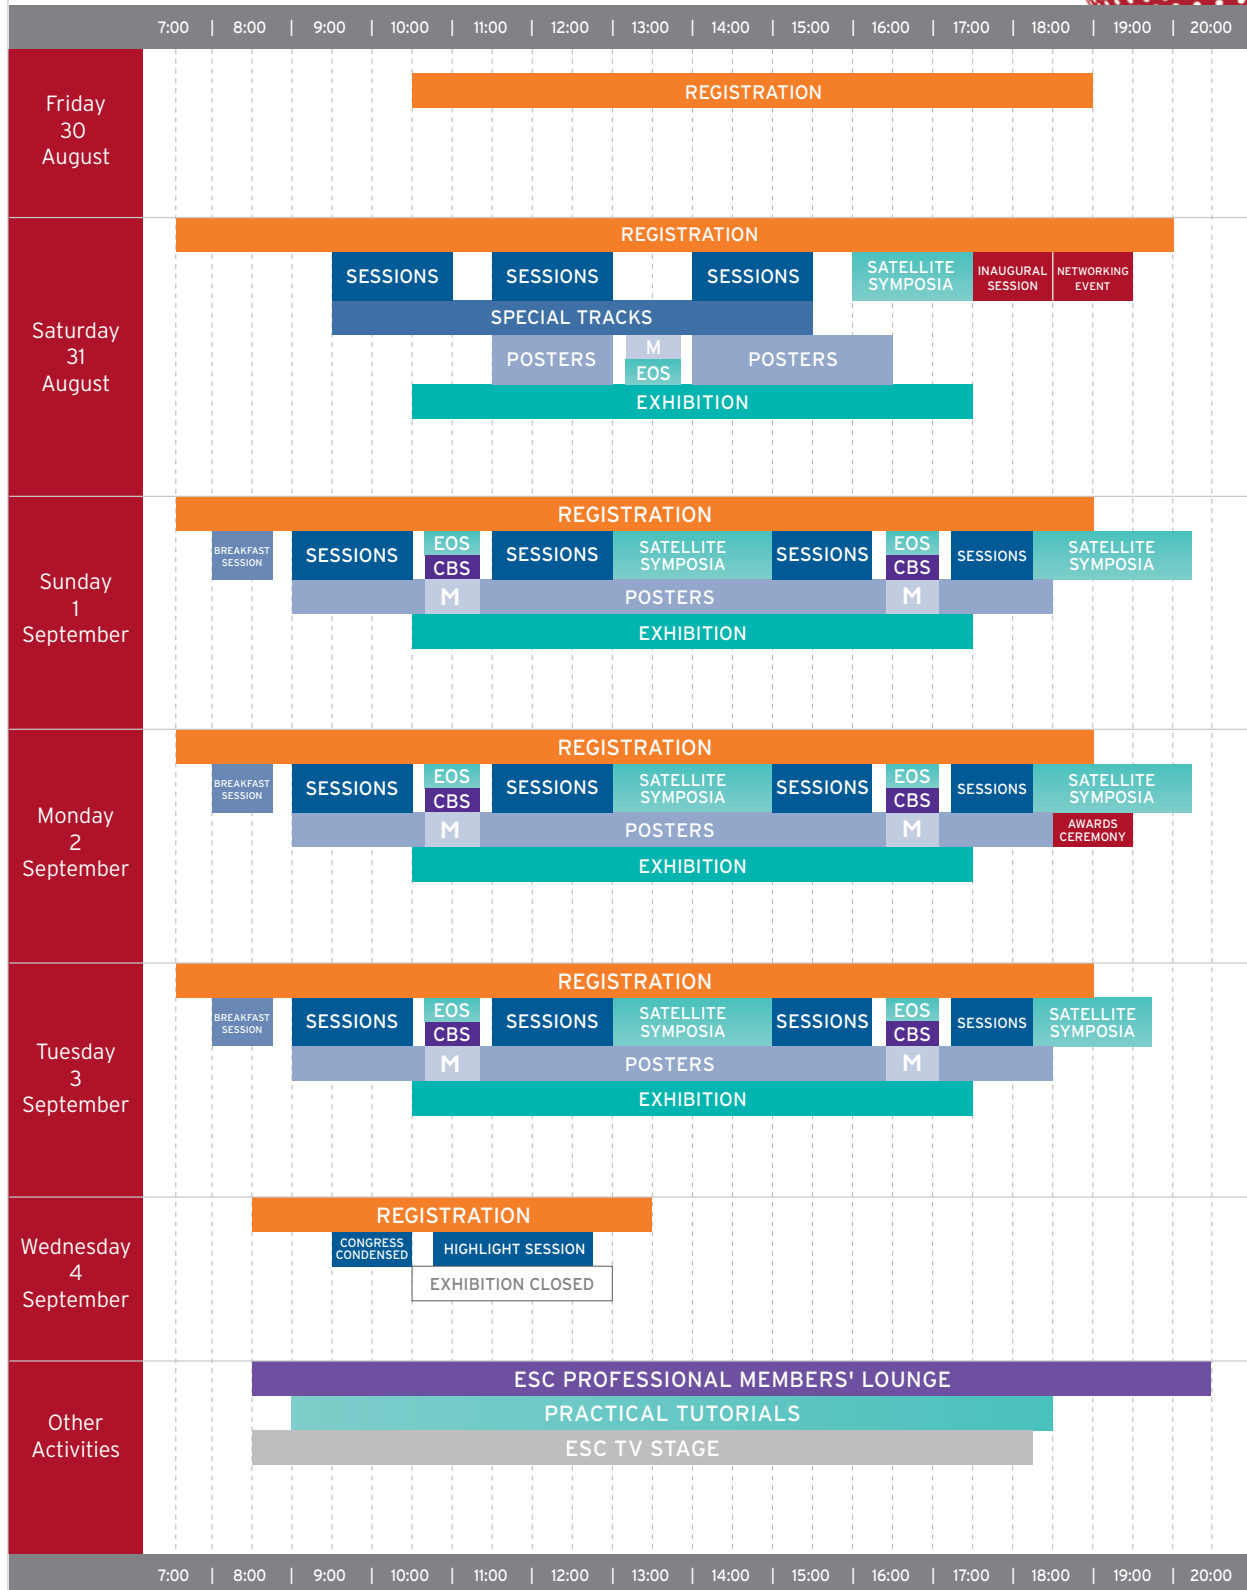 7:00 | 8:00 | 9:00 | 10:00 | 11:00 | 12:00 | 13:00 | 14:00 | 15:00 | 16:00 | 17:00 | 18:00 | 19:00 | 20:00
Friday
30
August
REGISTRATION
Saturday
31
August
REGISTRATION
SESSIONS
SESSIONS
SESSIONS
SATELLITE
SYMPOSIA
INAUGURAL
SESSION
NETWORKING
EVENT
SPECIAL TRACKS
POSTERS
M
EOS
POSTERS
EXHIBITION
Sunday
1
September
REGISTRATION
BREAKFAST
SESSION
SESSIONS
EOS
CBS
SESSIONS
SATELLITE
SYMPOSIA
SESSIONS
EOS
CBS
SESSIONS
SATELLITE
SYMPOSIA
M
POSTERS
M
EXHIBITION
Monday
2
September
REGISTRATION
BREAKFAST
SESSION
SESSIONS
EOS
CBS
SESSIONS
SATELLITE
SYMPOSIA
SESSIONS
EOS
CBS
SESSIONS
SATELLITE
SYMPOSIA
M
POSTERS
M
AWARDS
CEREMONY
EXHIBITION
Tuesday
3
September
REGISTRATION
BREAKFAST
SESSION
SESSIONS
EOS
CBS
SESSIONS
SATELLITE
SYMPOSIA
SESSIONS
EOS
CBS
SESSIONS
SATELLITE
SYMPOSIA
M
POSTERS
M
EXHIBITION
Wednesday
4
September
REGISTRATION
CONGRESS
CONDENSED
HIGHLIGHT SESSION
EXHIBITION CLOSED
Other
Activities
ESC PROFESSIONAL MEMBERS' LOUNGE
PRACTICAL TUTORIALS
ESC TV STAGE
7:00 | 8:00 | 9:00 | 10:00 | 11:00 | 12:00 | 13:00 | 14:00 | 15:00 | 16:00 | 17:00 | 18:00 | 19:00 | 20:00